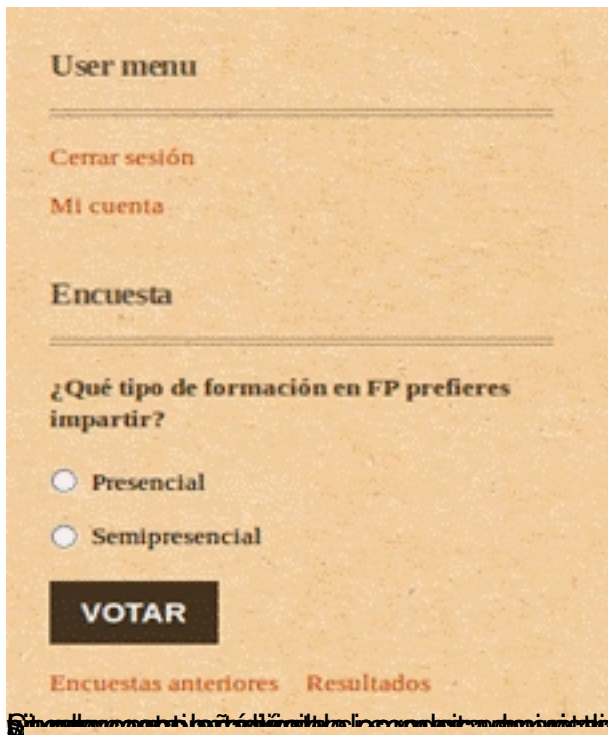 User menu
Cerrar sesión
Mi cuenta
Encuesta
¿Qué tipo de formación en FP prefieres
impartir?
Presencial
Semipresencial
VOTAR
Encuestas anteriores Resultados